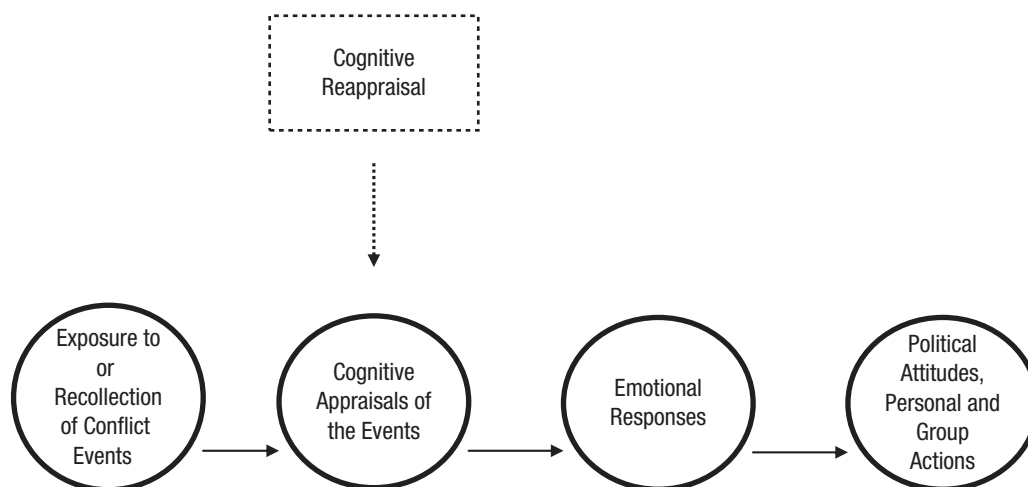 Cognitive
Reappraisal
Exposure to
or
Recollection
of Conflict
Events
Cognitive
Appraisals of
the Events
Emotional
Responses
Political
Attitudes,
Personal and
Group
Actions